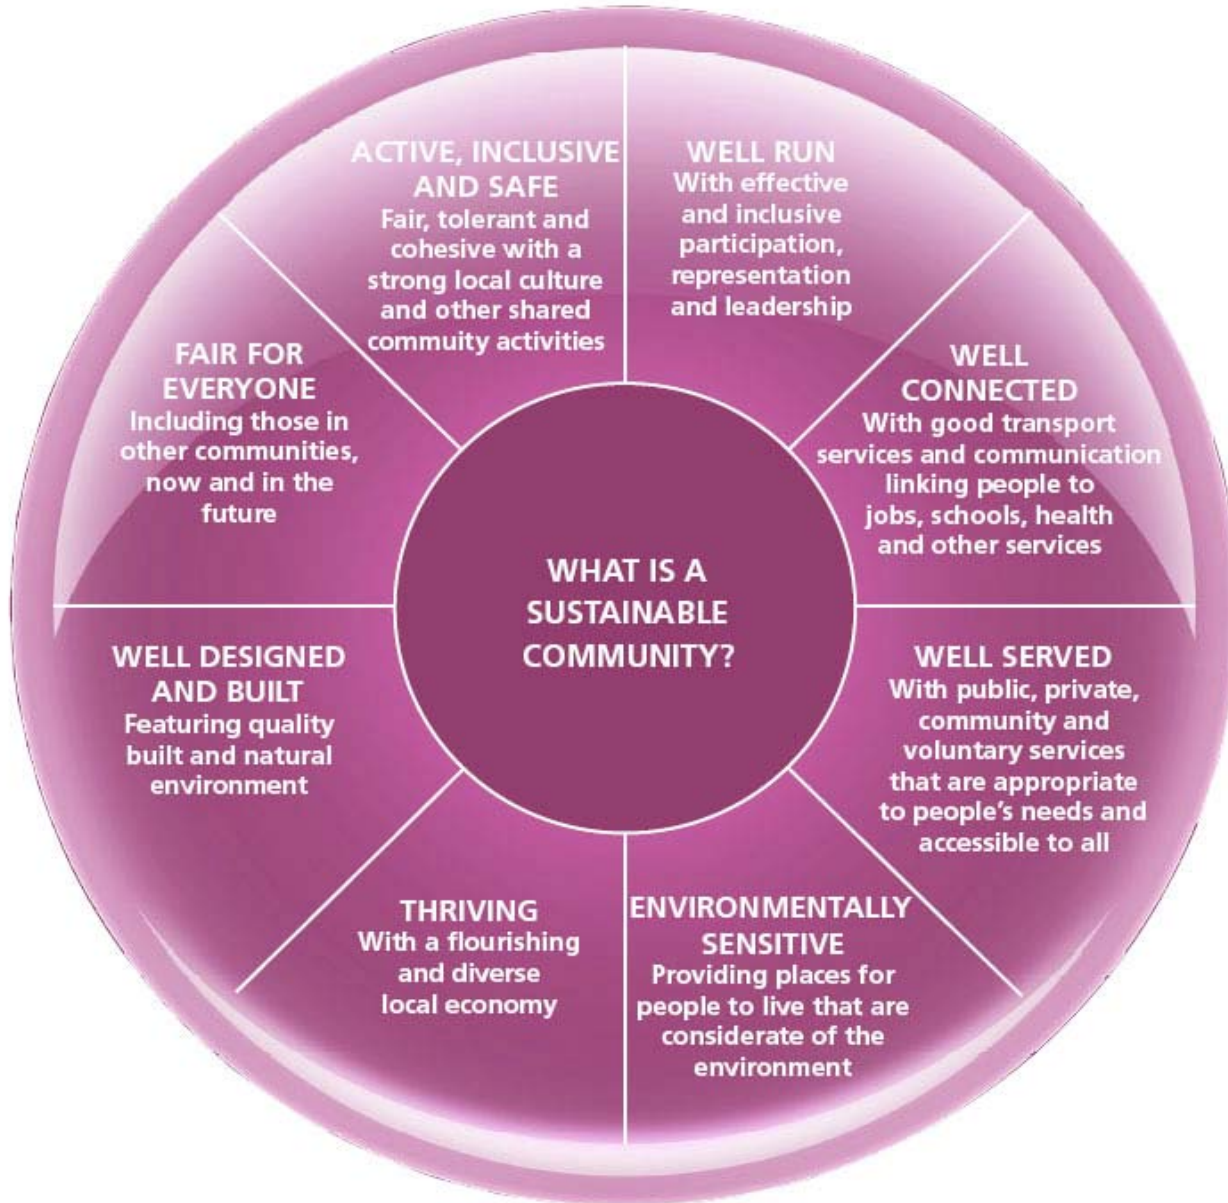 WHAT IS A
SUSTAINABLE
COMMUNITY?
WELL RUN
With effective
and inclusive
participation,
representation
and leadership
WELL
CONNECTED
With good transport
services and communication
linking people to
jobs, schools, health
and other services
WELL SERVED
With public, private,
community and
voluntary services
that are appropriate
to people’s needs and
accessible to all
ENVIRONMENTALLY
SENSITIVE
Providing places for
people to live that are
considerate of the
environment
THRIVING
With a flourishing
and diverse
local economy
WELL DESIGNED
AND BUILT
Featuring quality
built and natural
environment
FAIR FOR
EVERYONE
Including those in
other communities,
now and in the
future
ACTIVE, INCLUSIVE
AND SAFE
Fair, tolerant and
cohesive with a
strong local culture
and other shared
commuity activities